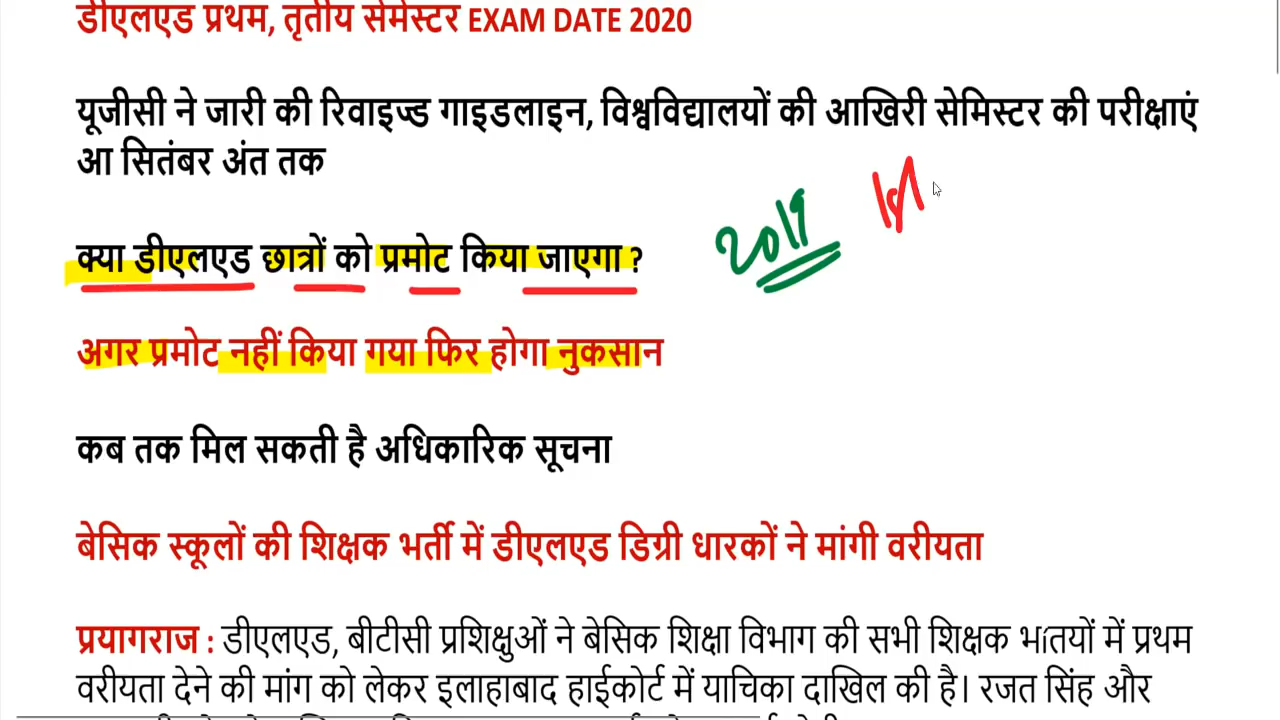 डीएलएड प्रथम, तृतीय सेमेस्टर EXAM DATE 2020
यूजीसी ने जारी की रिवाइज्ड गाइडलाइन, विश्वविद्यालयों की आखिरी सेमिस्टर की परीक्षाएं
आ सितंबर अंत तक
क्या डीएलएड छात्रों को प्रमोट किया जाएगा ?
2019
अगर प्रमोट नहीं किया गया फिर होगा नुकसान
कब तक मिल सकती है अधिकारिक सूचना
बेसिक स्कूलों की शिक्षक भर्ती में डीएलएड डिग्री धारकों ने मांगी वरीयता
प्रयागराज : डीएलएड, बीटीसी प्रशिक्षुओं ने बेसिक शिक्षा विभाग की सभी शिक्षक में प्रथम
वरीयता देने की मांग को लेकर इलाहाबाद हाईकोर्ट में याचिका दाखिल की है। रजत सिंह और